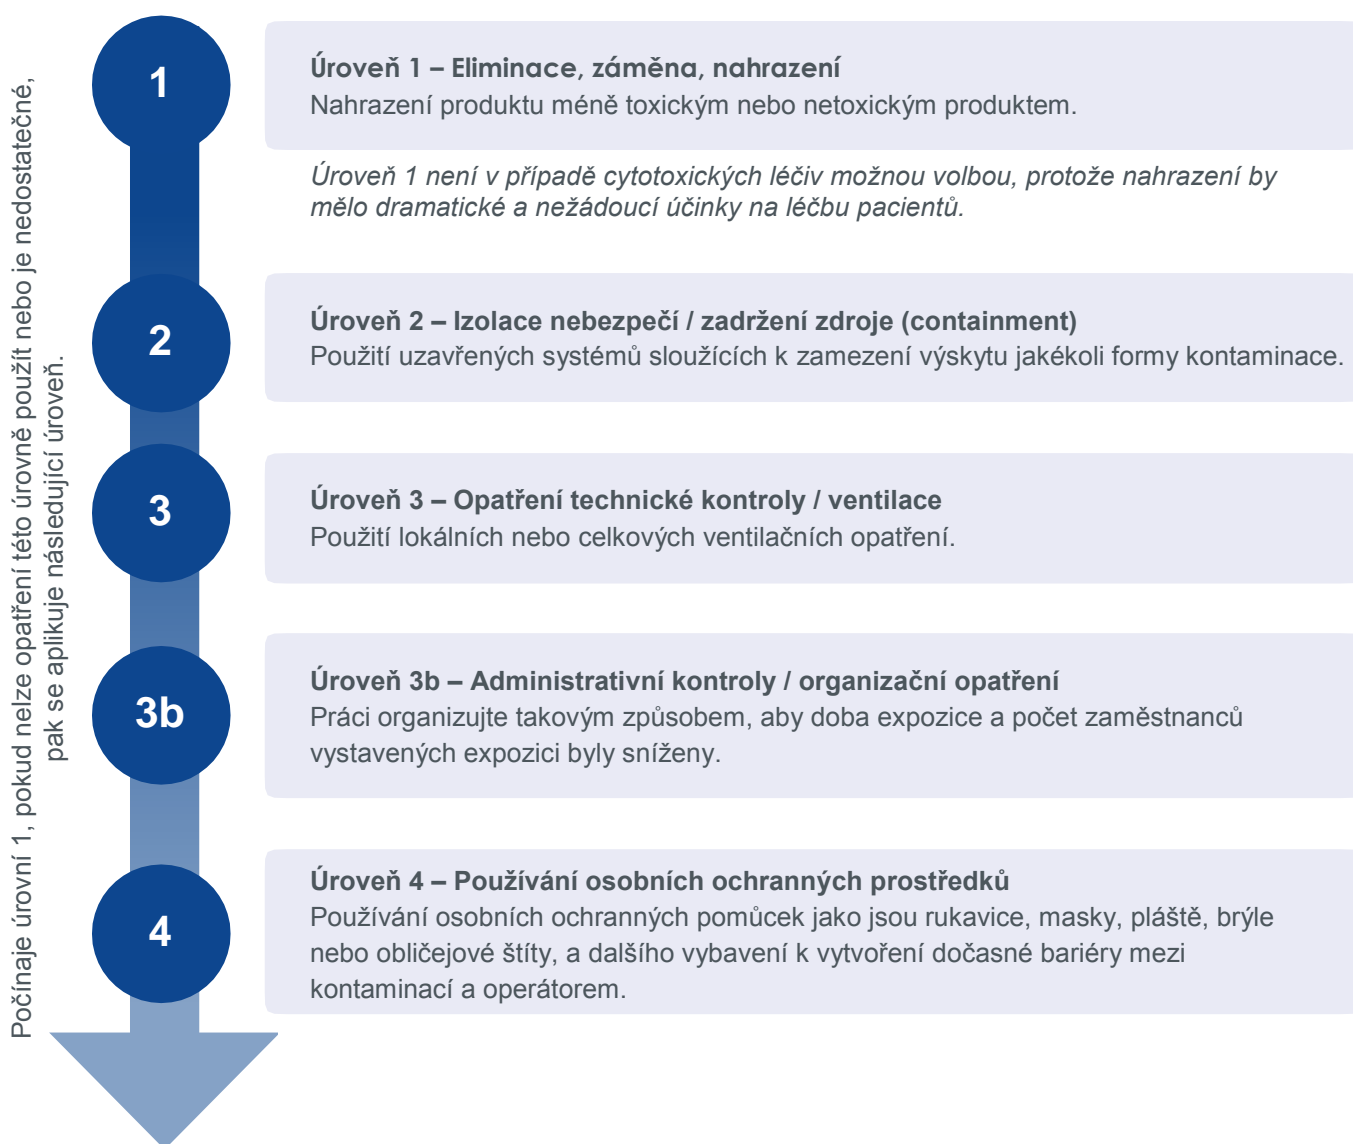 Počínaje úrovní 1, pokud nelze opatření této úrovně použít nebo je nedostatečné,
pak se aplikuje následující úroveň.
1
Úroveň 1 – Eliminace, záměna, nahrazení
Nahrazení produktu méně toxickým nebo netoxickým produktem.
Úroveň 1 není v případě cytotoxických léčiv možnou volbou, protože nahrazení by
mělo dramatické a nežádoucí účinky na léčbu pacientů.
2
Úroveň 2 – Izolace nebezpečí / zadržení zdroje (containment)
Použití uzavřených systémů sloužících k zamezení výskytu jakékoli formy kontaminace.
3
Úroveň 3 – Opatření technické kontroly / ventilace
Použití lokálních nebo celkových ventilačních opatření.
3b
Úroveň 3b – Administrativní kontroly / organizační opatření
Práci organizujte takovým způsobem, aby doba expozice a počet zaměstnanců
vystavených expozici byly sníženy.
4
Úroveň 4 – Používání osobních ochranných prostředků
Používání osobních ochranných pomůcek jako jsou rukavice, masky, pláště, brýle
nebo obličejové štíty, a dalšího vybavení k vytvoření dočasné bariéry mezi
kontaminací a operátorem.